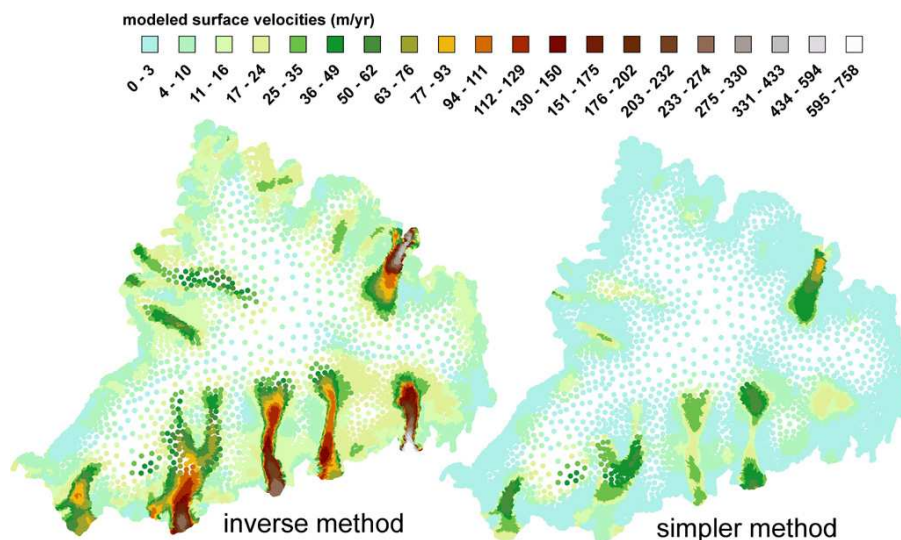 modeled surface velocities (m/yr)
0 - 3
4 - 10
11 - 16
17 - 24
25 - 35
36 - 49
50 - 62
63 - 76
77 - 93
94 - 111
112 - 129
130 - 150
151 - 175
176 - 202
203 - 232
233 - 274
275 - 330
331 - 433
434 - 594
595 - 758
inverse method
simpler method